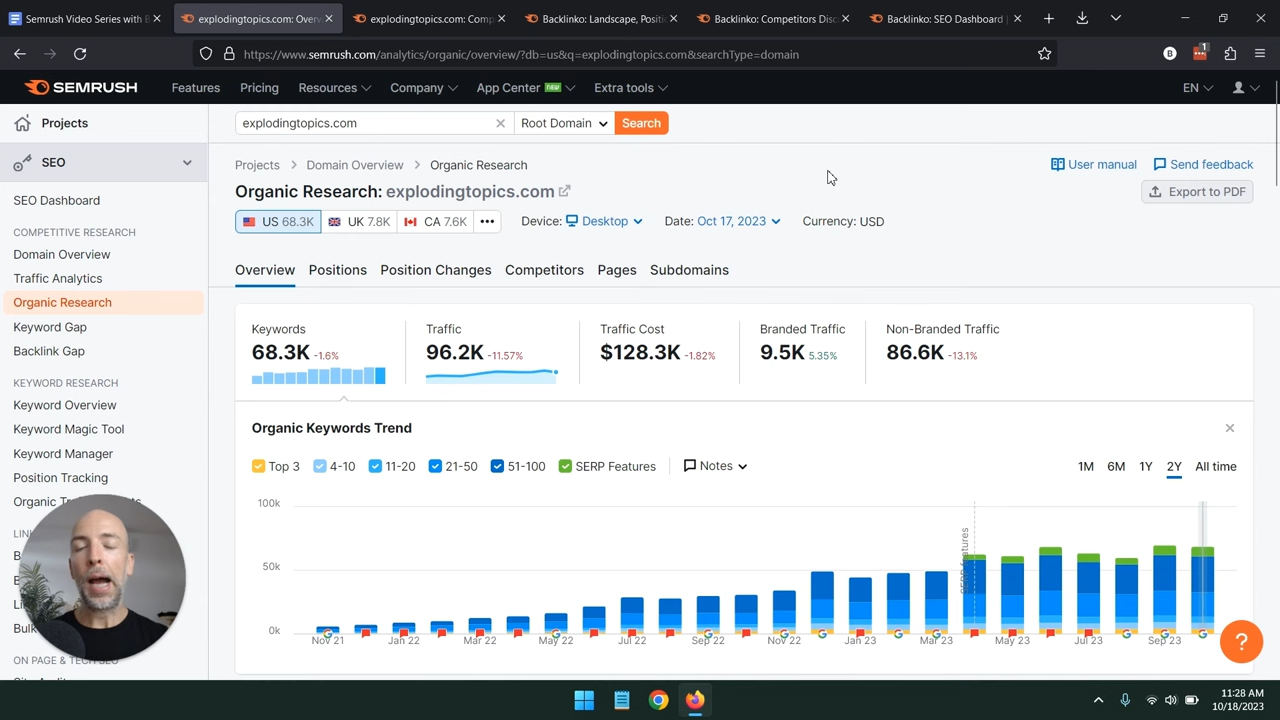 Semrush Video Series with B
explodingtopics.com: Overv
explodingtopics.com: Comp
Backlinko: Landscape, Positi
Backlinko: Competitors Disc
Backlinko: SEO Dashboard |
https://www.semrush.com/analytics/organic/overview/?db=us&q=explodingtopics.com&searchType=domain
B
1
SEMRUSH
Features
Pricing
Resources
Company
App Center NEW
Extra tools
EN
Projects
explodingtopics.com
Root Domain
Search
SEO
Projects > Domain Overview > Organic Research
User manual
Send feedback
Organic Research: explodingtopics.com
Export to PDF
SEO Dashboard
US 68.3K
UK 7.8K
CA 7.6K
Device: Desktop
Date: Oct 17, 2023
Currency: USD
COMPETITIVE RESEARCH
Domain Overview
Traffic Analytics
Organic Research
Keyword Gap
Backlink Gap
Overview
Positions
Position Changes
Competitors
Pages
Subdomains
Keywords
68.3K -1.6%
Traffic
96.2K -11.57%
Traffic Cost
$128.3K -1.82%
Branded Traffic
9.5K 5.35%
Non-Branded Traffic
86.6K -13.1%
KEYWORD RESEARCH
Keyword Overview
Keyword Magic Tool
Keyword Manager
Position Tracking
Organic Tr
Organic Keywords Trend
Top 3
4-10
11-20
21-50
51-100
SERP Features
Notes
1M
6M
1Y
2Y
All time
100k
50k
0k
SERP features
Nov 21
Jan 22
Mar 22
May 22
Jul 22
Sep 22
Nov 22
Jan 23
Mar 23
May 23
Jul 23
Sep 23
ON PAGE & TECH SEO
?
11:28 AM
10/18/2023